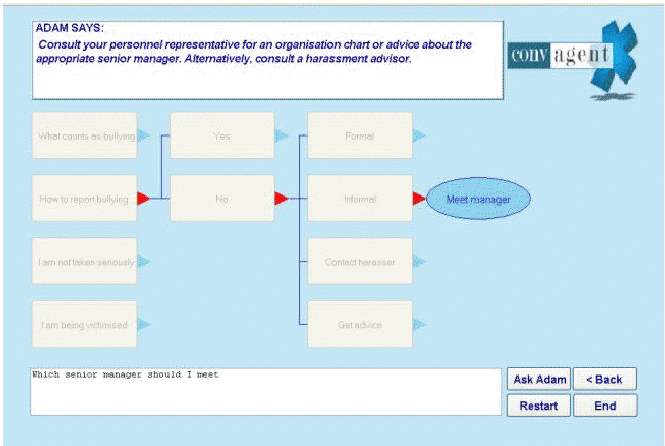 ADAM SAYS:
Consult your personnel representative for an organisation chart or advice about the
appropriate senior manager. Alternatively, consult a harassment advisor.
conv agent
What counts as bullying
Yes
Formal
How to report bullying
No
Informal
Meet manager
I am not taken seriously
Contact harasser
I am being victimised
Get advice
Which senior manager should I meet
Ask Adam
< Back
Restart
End